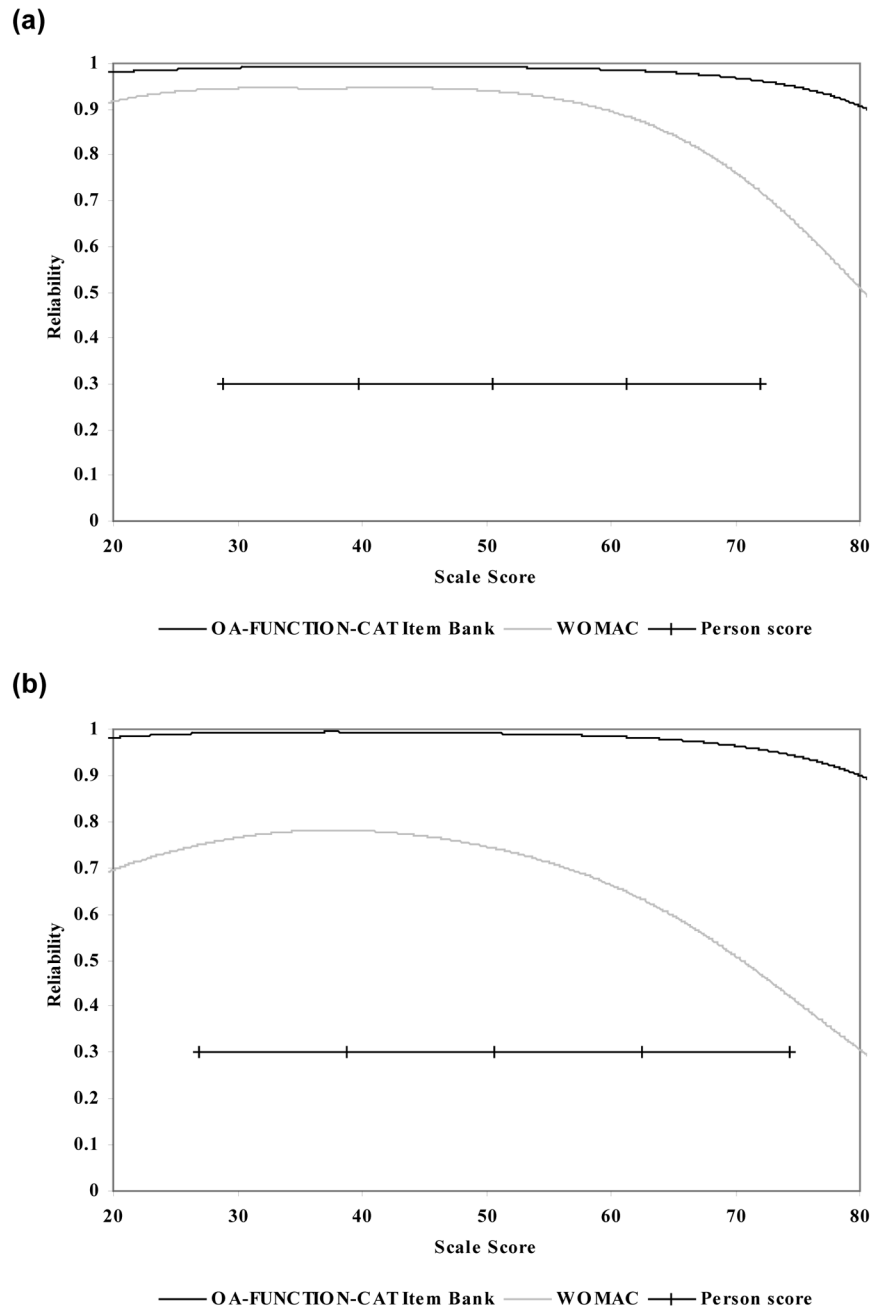 (a)
1
0.9
0.8
0.7
0.6
0.5
0.4
0.3
0.2
0.1
0
Reliability
20 30 40 50 60 70 80
Scale Score
OA-FUNCTION-CAT Item Bank WOMAC Person score
(b)
1
0.9
0.8
0.7
0.6
0.5
0.4
0.3
0.2
0.1
0
Reliability
20 30 40 50 60 70 80
Scale Score
OA-FUNCTION-CAT Item Bank WOMAC Person score